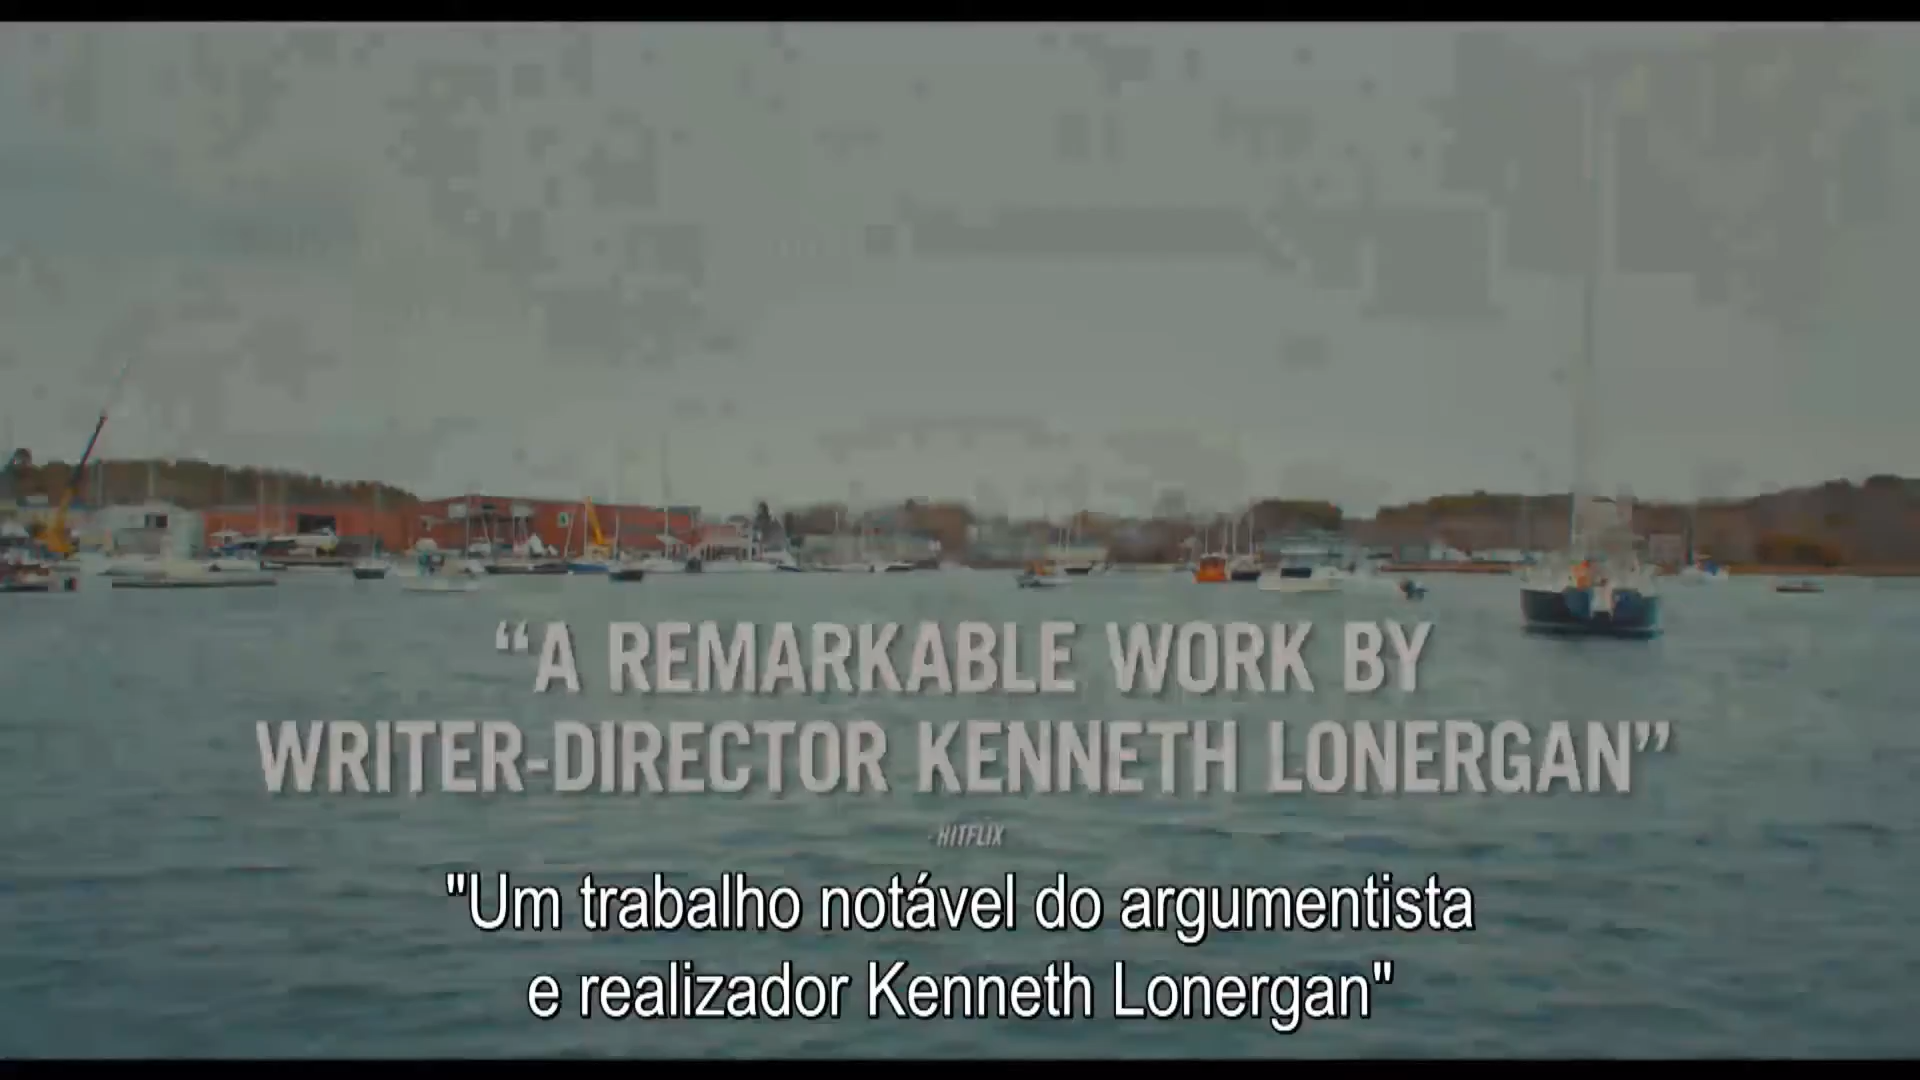 “A REMARKABLE WORK BY
WRITER-DIRECTOR KENNETH LONERGAN”
-HITFLIX
"Um trabalho notável do argumentista
e realizador Kenneth Lonergan"